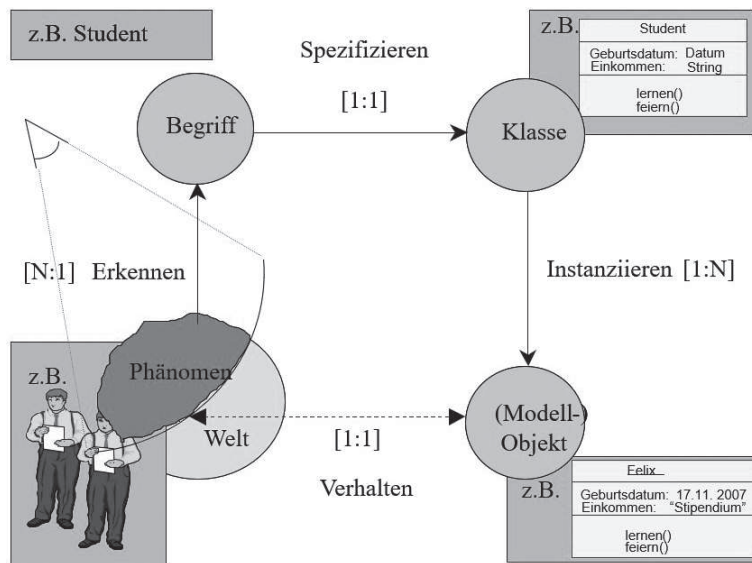 z.B. Student
Spezifizieren
[1:1]
Begriff
Klasse
z.B.
Student
Geburtsdatum: Datum
Einkommen: String
lernen()
feiern()
[N:1] Erkennen
Instanziieren [1:N]
z.B.
Phänomen
Welt
[1:1]
Verhalten
(Modell-)
Objekt
z.B.
Felix
Geburtsdatum: 17.11. 2007
Einkommen: "Stipendium"
lernen()
feiern()